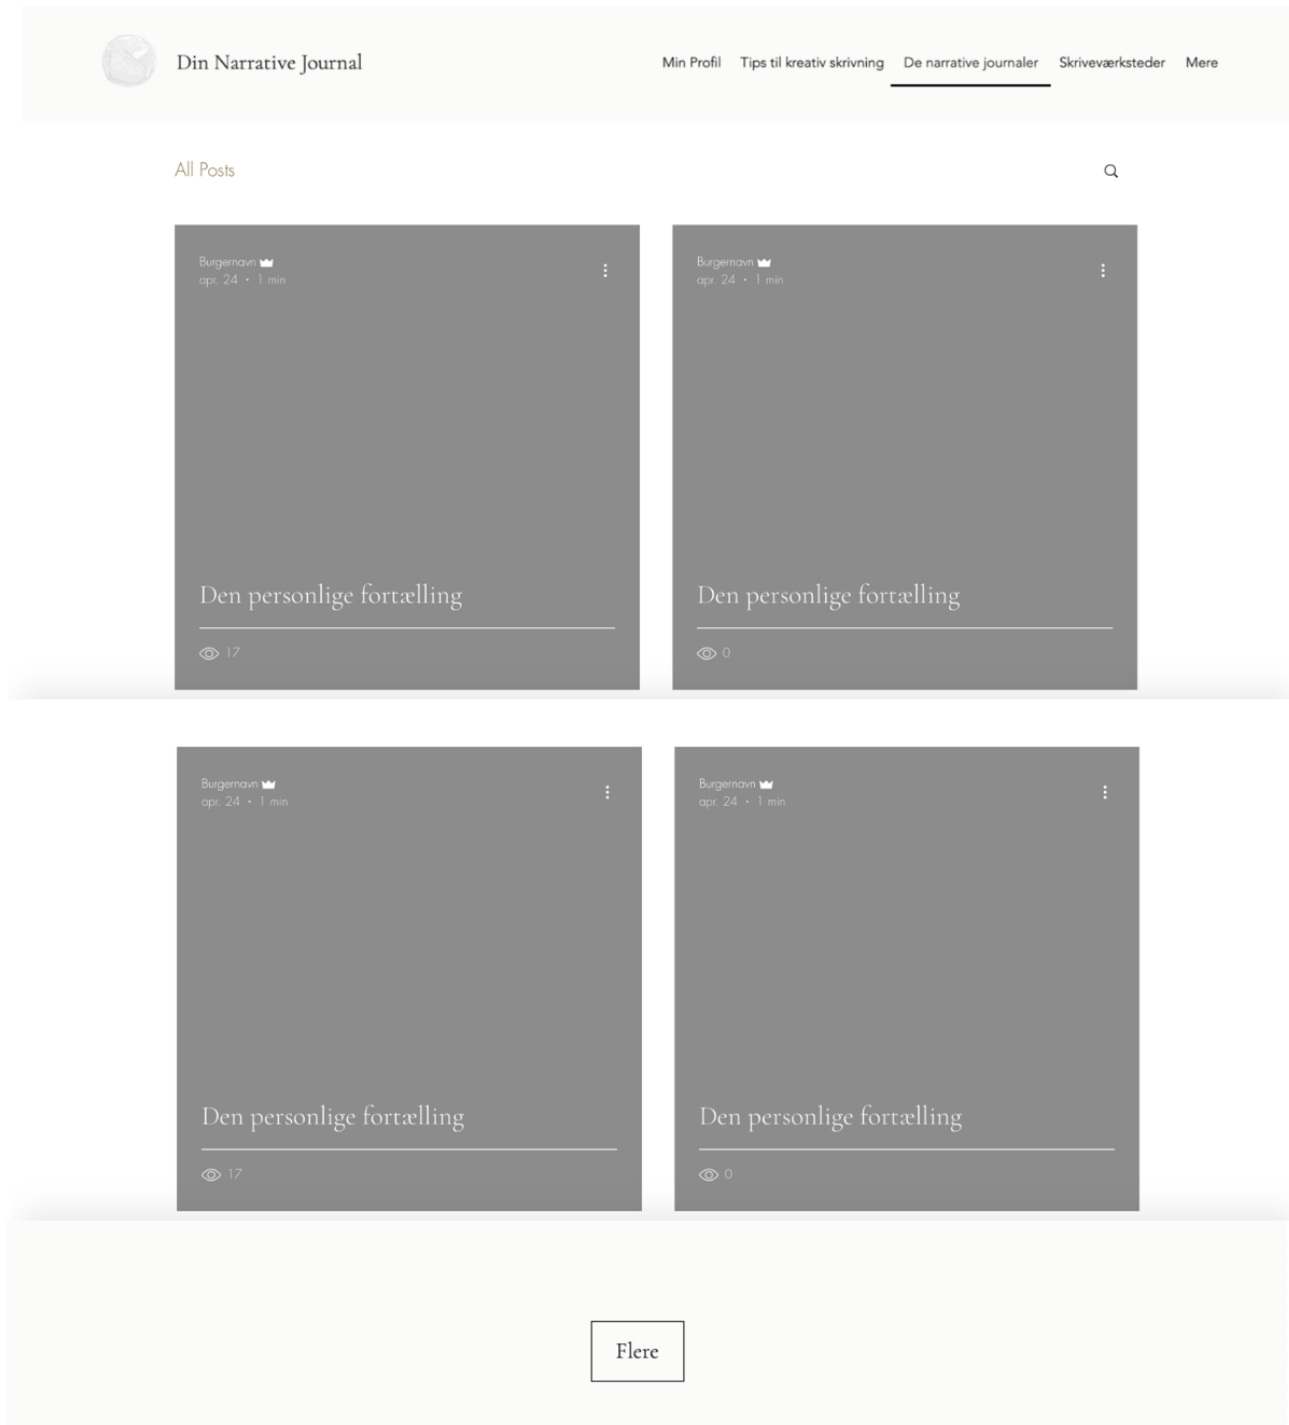 Din Narrative Journal
Min Profil Tips til kreativ skrivning De narrative journaler Skriveværksteder Mere
All Posts
Burgernavn
apr. 24 • 1 min
Den personlige fortælling
17
Burgernavn
apr. 24 • 1 min
Den personlige fortælling
0
Burgernavn
apr. 24 • 1 min
Den personlige fortælling
17
Burgernavn
apr. 24 • 1 min
Den personlige fortælling
0
Flere